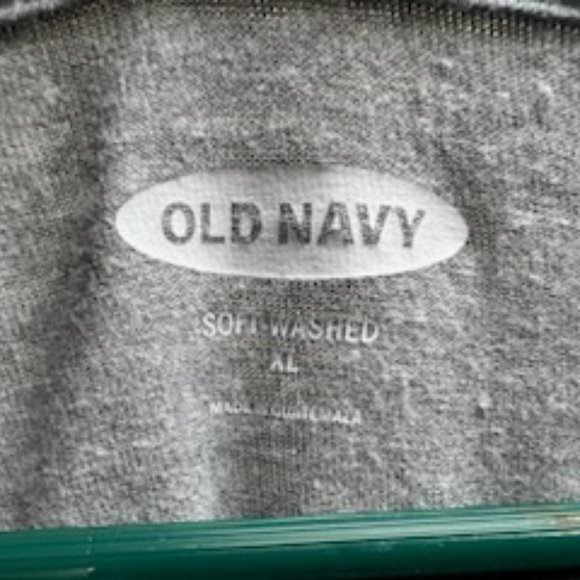 OLD NAVY
SOFT-WASHED
XL
MADE IN GUATEMALA